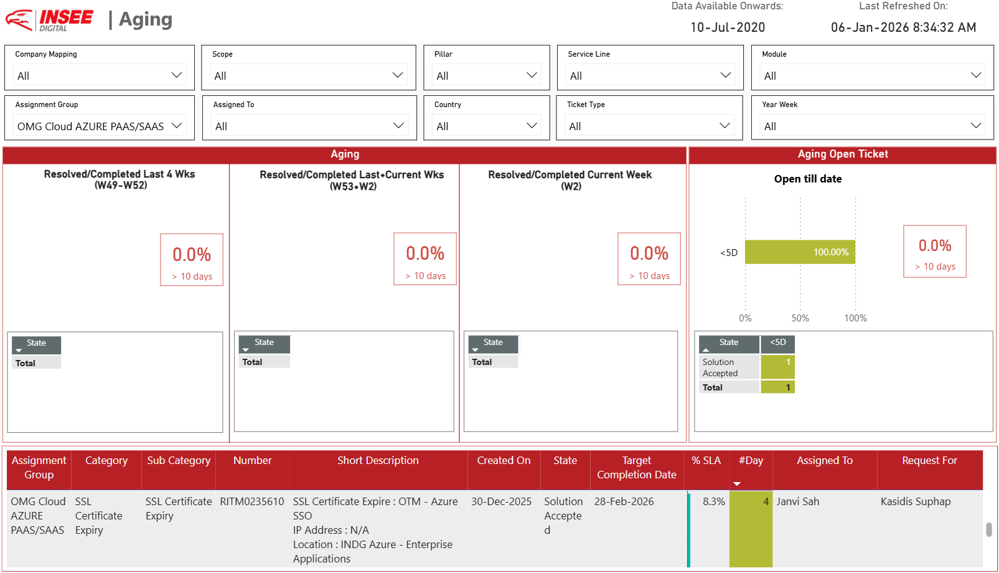 INSEE
DIGITAL
| Aging
Data Available Onwards:
10-Jul-2020
Last Refreshed On:
06-Jan-2026 8:34:32 AM
Company Mapping
All
Scope
All
Pillar
All
Service Line
All
Module
All
Assignment Group
OMG Cloud AZURE PAAS/SAAS
Assigned To
All
Country
All
Ticket Type
All
Year Week
All
Aging
Resolved/Completed Last 4 Wks
(W49-W52)
0.0%
> 10 days
State
Total
Resolved/Completed Last+Current Wks
(W53+W2)
0.0%
> 10 days
State
Total
Resolved/Completed Current Week
(W2)
0.0%
> 10 days
State
Total
Aging Open Ticket
Open till date
<5D
100.00%
0% 50% 100%
0.0%
> 10 days
State <5D
Solution
Accepted
1
Total 1
Assignment
Group
Category
Sub Category
Number
Short Description
Created On
State
Target
Completion Date
% SLA
#Day
Assigned To
Request For
OMG Cloud
AZURE
PAAS/SAAS
SSL
Certificate
Expiry
SSL Certificate
Expiry
RITM0235610
SSL Certificate Expire : OTM - Azure
SSO
IP Address : N/A
Location : INDG Azure - Enterprise
Applications
30-Dec-2025
Solution
Accepte
d
28-Feb-2026
8.3%
4
Janvi Sah
Kasidis Suphap